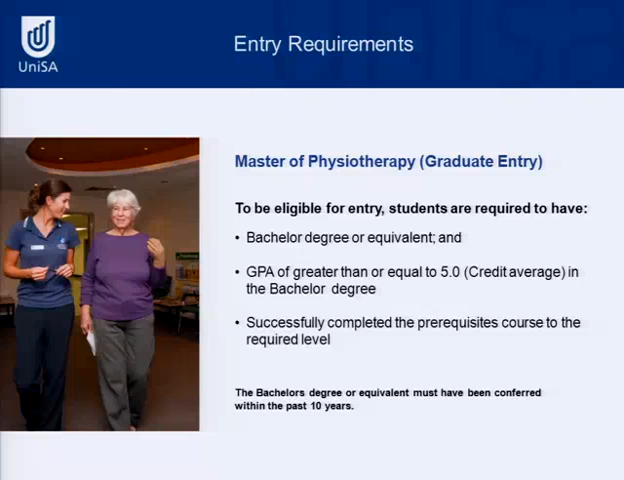 UniSA
Entry Requirements
Master of Physiotherapy (Graduate Entry)
To be eligible for entry, students are required to have:
• Bachelor degree or equivalent; and
• GPA of greater than or equal to 5.0 (Credit average) in
the Bachelor degree
• Successfully completed the prerequisites course to the
required level
The Bachelors degree or equivalent must have been conferred
within the past 10 years.